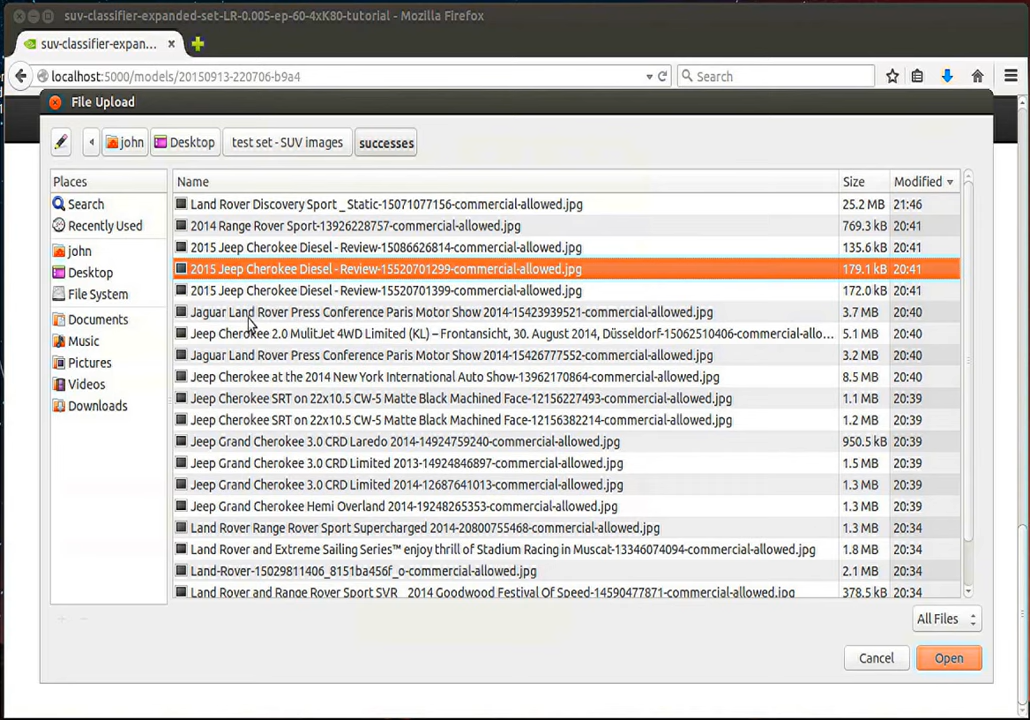 suv-classifier-expanded-set-LR-0.005-ep-60-4xK80-tutorial - Mozilla Firefox
suv-classifier-expan...
localhost:5000/models/20150913-220706-b9a4
Search
File Upload
john
Desktop
test set - SUV images
successes
Places
Name
Size
Modified
Search
Land Rover Discovery Sport _ Static-15071077156-commercial-allowed.jpg
25.2 MB
21:46
Recently Used
2014 Range Rover Sport-13926228757-commercial-allowed.jpg
769.3 kB
20:41
john
2015 Jeep Cherokee Diesel - Review-15086626814-commercial-allowed.jpg
135.6 kB
20:41
Desktop
2015 Jeep Cherokee Diesel - Review-15520701299-commercial-allowed.jpg
179.1 kB
20:41
File System
2015 Jeep Cherokee Diesel - Review-15520701399-commercial-allowed.jpg
172.0 kB
20:41
Documents
Jaguar Land Rover Press Conference Paris Motor Show 2014-15423939521-commercial-allowed.jpg
3.7 MB
20:40
Music
Jeep Cherokee 2.0 MulitJet 4WD Limited (KL) – Frontansicht, 30. August 2014, Düsseldorf-15062510406-commercial-allo...
5.1 MB
20:40
Pictures
Jaguar Land Rover Press Conference Paris Motor Show 2014-15426777552-commercial-allowed.jpg
3.2 MB
20:40
Videos
Jeep Cherokee at the 2014 New York International Auto Show-13962170864-commercial-allowed.jpg
8.5 MB
20:40
Downloads
Jeep Cherokee SRT on 22x10.5 CW-5 Matte Black Machined Face-12156227493-commercial-allowed.jpg
1.1 MB
20:39
Jeep Cherokee SRT on 22x10.5 CW-5 Matte Black Machined Face-12156382214-commercial-allowed.jpg
1.2 MB
20:39
Jeep Grand Cherokee 3.0 CRD Laredo 2014-14924759240-commercial-allowed.jpg
950.5 kB
20:39
Jeep Grand Cherokee 3.0 CRD Limited 2013-14924846897-commercial-allowed.jpg
1.5 MB
20:39
Jeep Grand Cherokee 3.0 CRD Limited 2014-12687641013-commercial-allowed.jpg
1.3 MB
20:39
Jeep Grand Cherokee Hemi Overland 2014-19248265353-commercial-allowed.jpg
1.3 MB
20:39
Land Rover Range Rover Sport Supercharged 2014-20800755468-commercial-allowed.jpg
1.3 MB
20:34
Land Rover and Extreme Sailing Series™ enjoy thrill of Stadium Racing in Muscat-13346074094-commercial-allowed.jpg
1.8 MB
20:34
Land-Rover-15029811406_8151ba456f_o-commercial-allowed.jpg
2.1 MB
20:34
Land Rover and Range Rover Sport SVR _ 2014 Goodwood Festival Of Speed-14590477871-commercial-allowed.jpg
378.5 kB
20:34
All Files
Cancel
Open